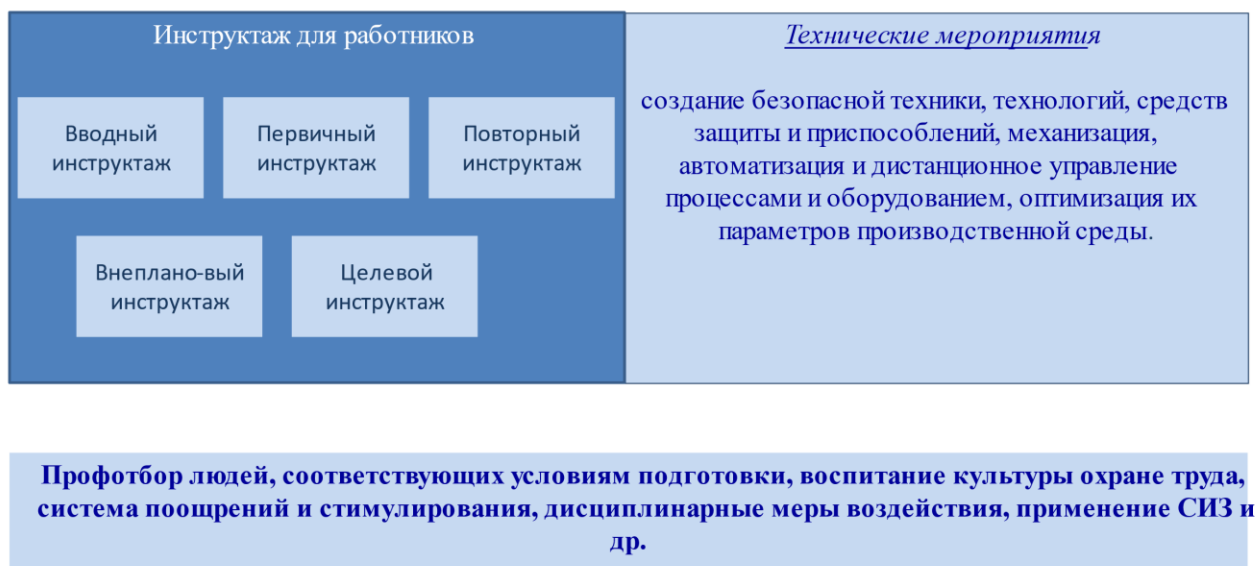 Инструктаж для работников
Вводный
инструктаж
Первичный
инструктаж
Повторный
инструктаж
Внеплано-вый
инструктаж
Целевой
инструктаж
Технические мероприятия
создание безопасной техники, технологий, средств
защиты и приспособлений, механизация,
автоматизация и дистанционное управление
процессами и оборудованием, оптимизация их
параметров производственной среды.
Профотбор людей, соответствующих условиям подготовки, воспитание культуры охране труда,
система поощрений и стимулирования, дисциплинарные меры воздействия, применение СИЗ и
др.